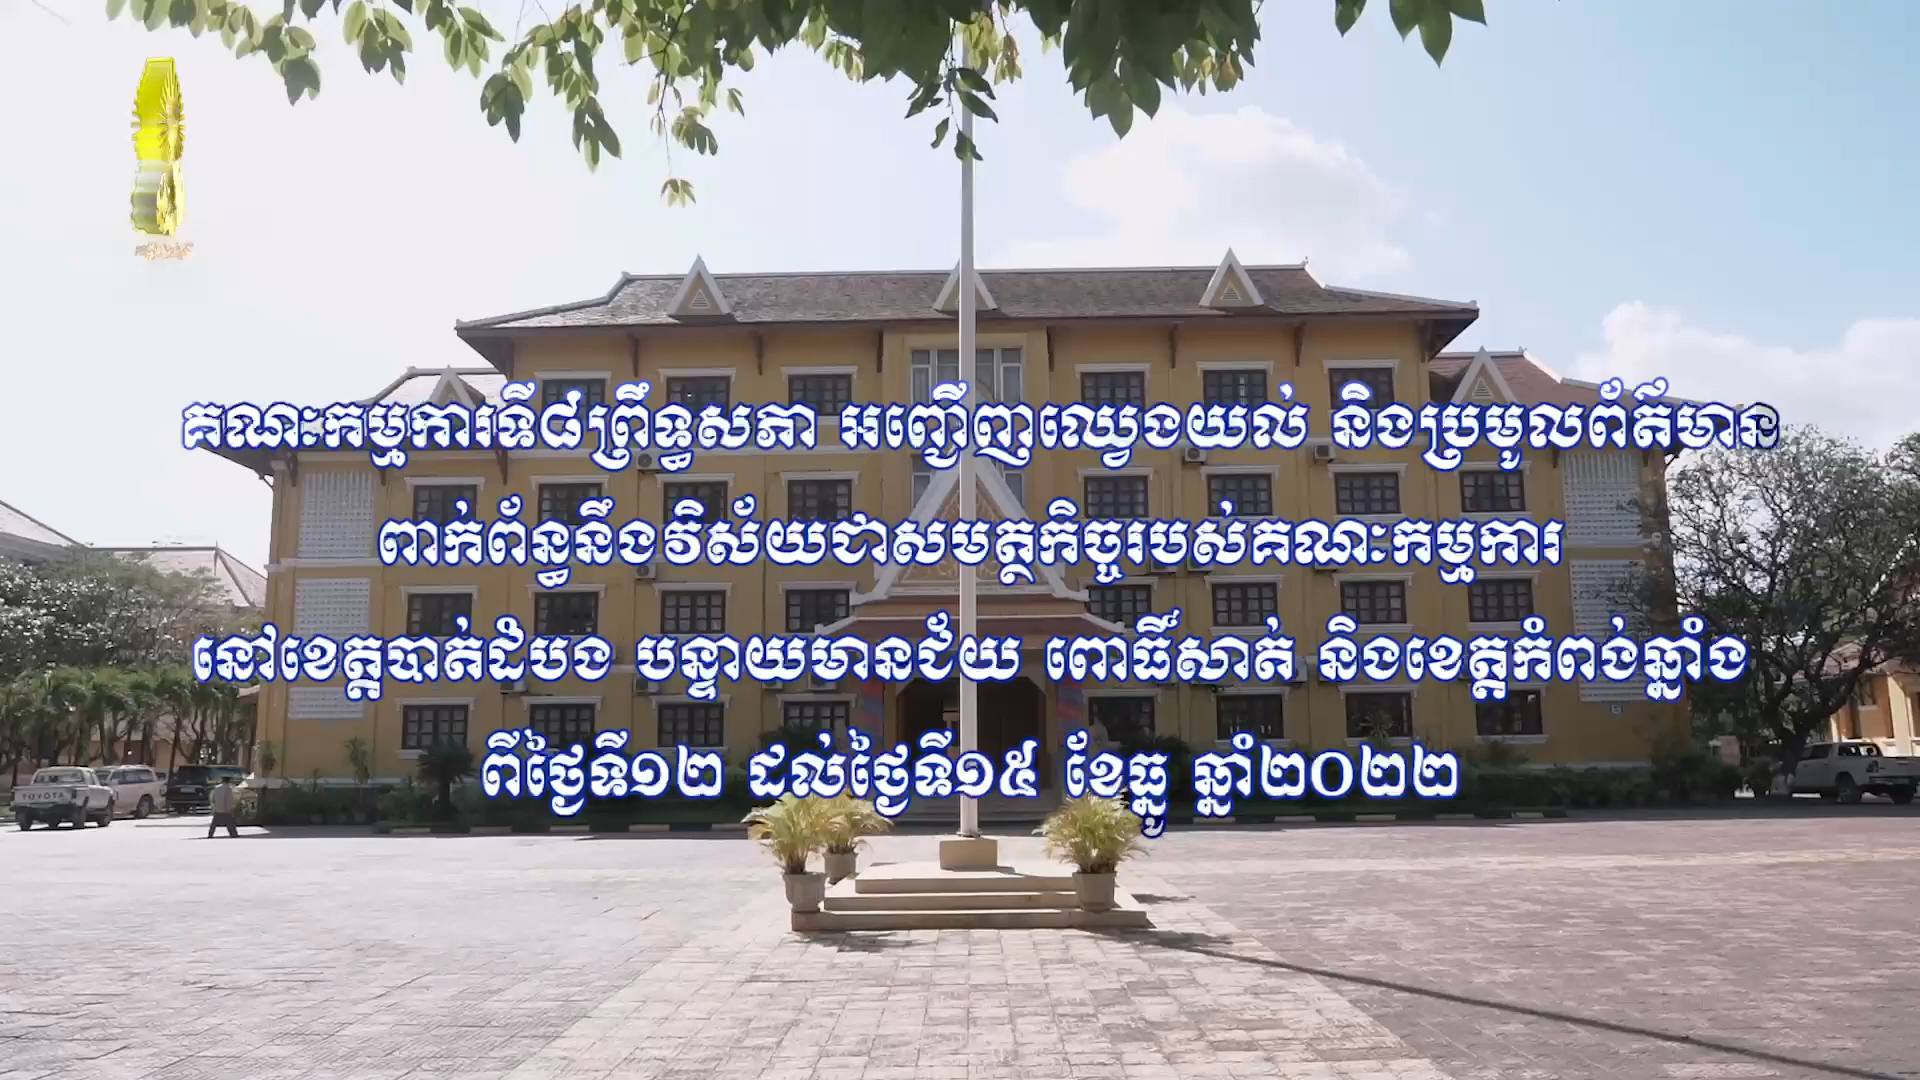 គណៈកម្មការទី៨ព្រឹទ្ធសភា អញ្ជើញឈ្វេងយល់ និងប្រមូលព័ត៌មាន
ពាក់ព័ន្ធនឹងវិស័យជាសមត្ថកិច្ចរបស់គណៈកម្មការ
នៅខេត្តបាត់ដំបង បន្ទាយមានជ័យ ពោធិ៍សាត់ និងខេត្តកំពង់ឆ្នាំង
ពីថ្ងៃទី១២ ដល់ថ្ងៃទី១៥ ខែធ្នូ ឆ្នាំ២០២២
TOYOTA